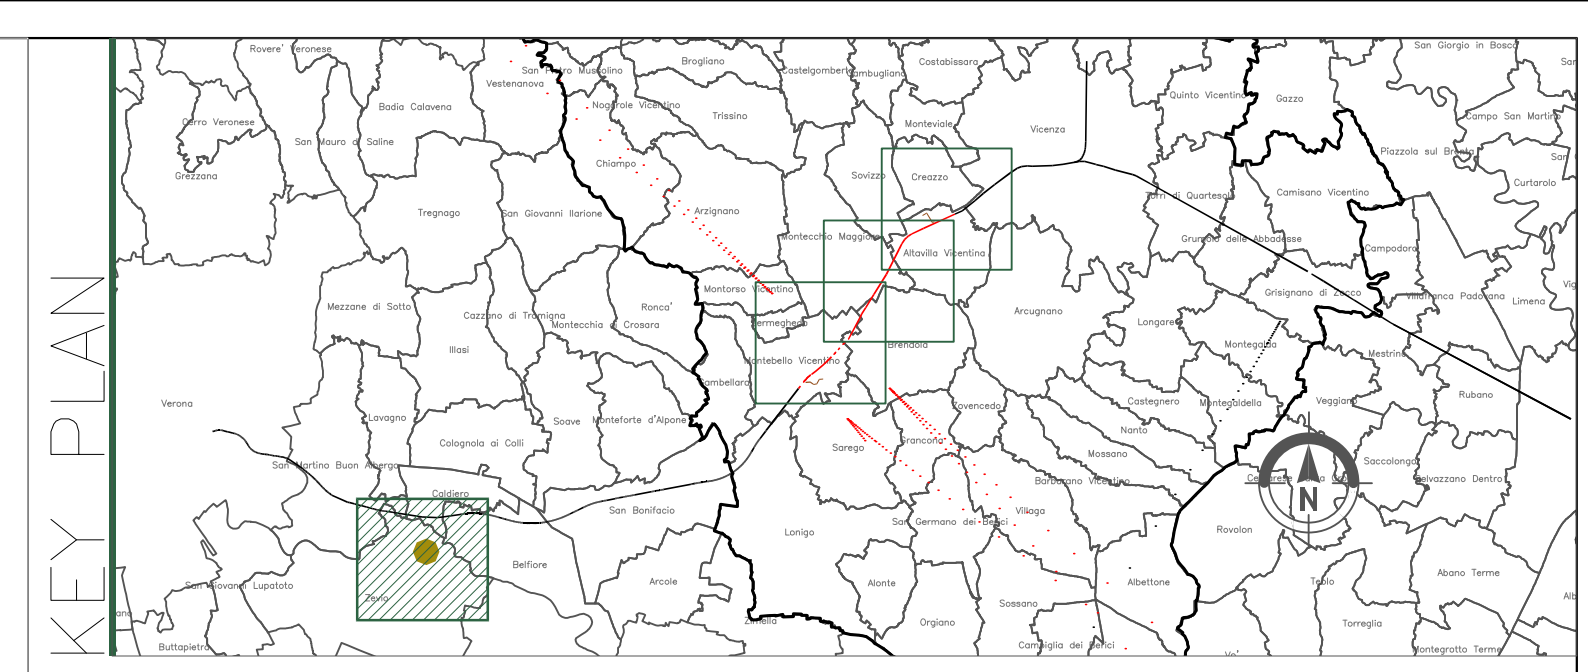 KEY PLAN
Rovere' Veronese
San Pietro Mussolino
Brogliano
Castelgomberto
Gambugliano
Costabissara
San Giorgio in Bosco
Vestenanova
Badia Calavena
Nogarole Vicentino
Quinto Vicentino
Gazzo
Cerro Veronese
San Mauro di Saline
Trissino
Monteviale
Vicenza
Campo San Martino
Grezzana
Chiampo
Sovizzo
Creazzo
Piazzola sul Brenta
Torri di Quartesolo
Camisano Vicentino
Curtarolo
Tregnago
San Giovanni Ilarione
Arzignano
Montecchio Maggiore
Altavilla Vicentina
Grumolo delle Abbadesse
Campodoro
Montorso Vicentino
Grisignano di Zocco
Villafranca Padovana
Limena
Mezzane di Sotto
Ronca'
Cazzano di Tramigna
Montecchia di Crosara
Zermeghedo
Arcugnano
Longare
Illasi
Brendola
Montegalda
Mestrino
Montebello Vicentino
Gambellara
Verona
Lavagno
Soave
Monteforte d'Alpone
Zovencedo
Castegnero
Montegaldella
Veggiano
Rubano
Colognola ai Colli
Sarego
Grancona
Nanto
Mossano
San Martino Buon Albergo
Saccolongo
Selvazzano Dentro
Caldiero
Barbarano Vicentino
N
San Bonifacio
Lonigo
San Germano dei Berici
Villaga
Rovolon
Belfiore
Arcole
Alonte
Albettone
Teolo
Abano Terme
San Giovanni Lupatoto
Zevio
Sossano
Zimella
Orgiano
Torreglia
Buttapietra
Campiglia dei Berici
Vo'
Montegrotto Terme